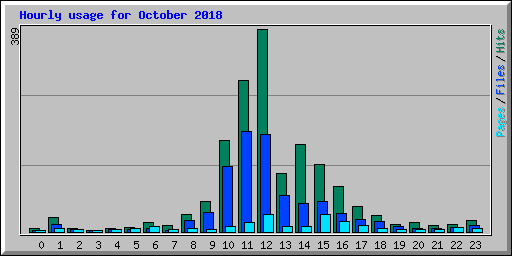 Hourly usage for October 2018
389
Pages / Files / Hits
0 1 2 3 4 5 6 7 8 9 10 11 12 13 14 15 16 17 18 19 20 21 22 23